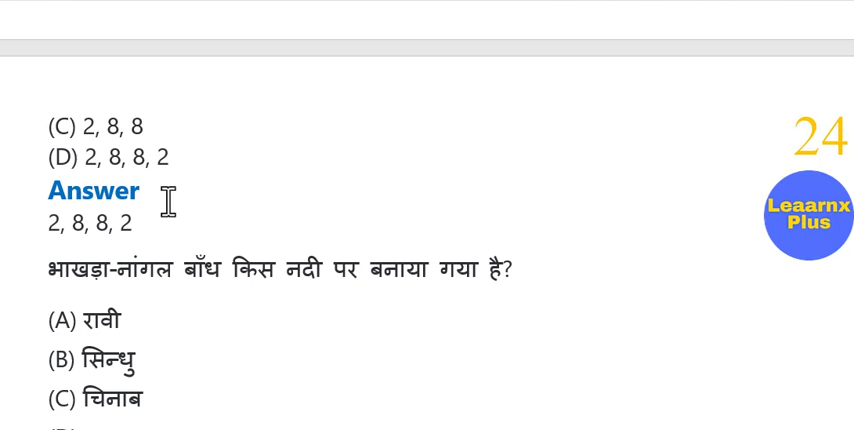 (C) 2, 8, 8
24
(D) 2, 8, 8, 2
Answer
2, 8, 8, 2
Leaarnx
Plus
भाखड़ा-नांगल बाँध किस नदी पर बनाया गया है?
(A) रावी
(B) सिन्धु
(C) चिनाब